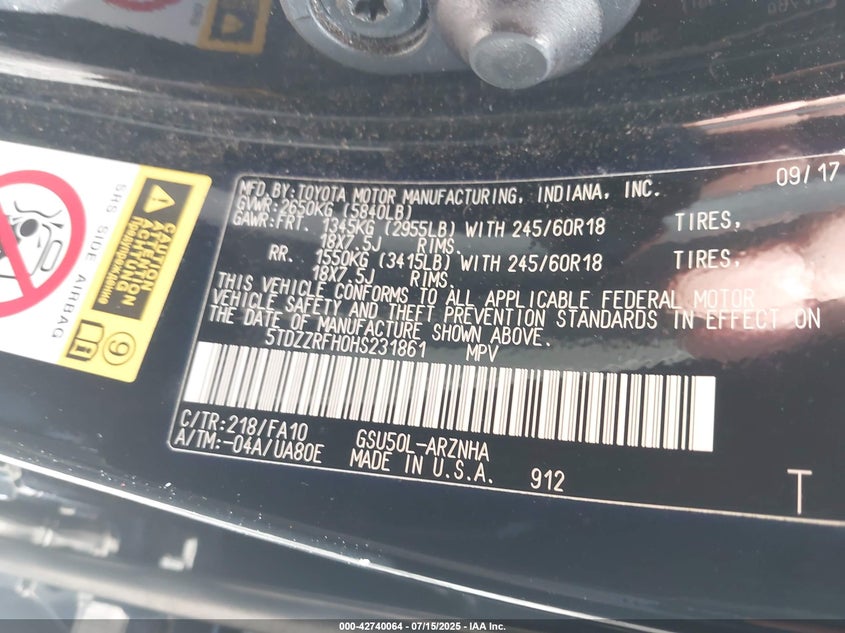 MFD.BY:TOYOTA MOTOR MANUFACTURING, INDIANA, INC. 09/17
GVWR:2650KG (5840LB)
GAWR:FRT. 1345KG (2955LB) WITH 245/60R18 TIRES,
18X7.5J RIMS.
RR. 1550KG (3415LB) WITH 245/60R18 TIRES,
18X7.5J RIMS.
THIS VEHICLE CONFORMS TO ALL APPLICABLE FEDERAL MOTOR
VEHICLE SAFETY AND THEFT PREVENTION STANDARDS IN EFFECT ON
THE DATE OF MANUFACTURE SHOWN ABOVE.
5TDZZRFH0HS231861 MPV
C/TR:218/FA10 GSU50L-ARZNHA
A/TM:-04A/UA80E MADE IN U.S.A. 912
T
SRS SIDE AIRBAG
CAUTION
ACHTUNG
ATTENTION
9
000-42740064 - 07/15/2025 - IAA Inc.